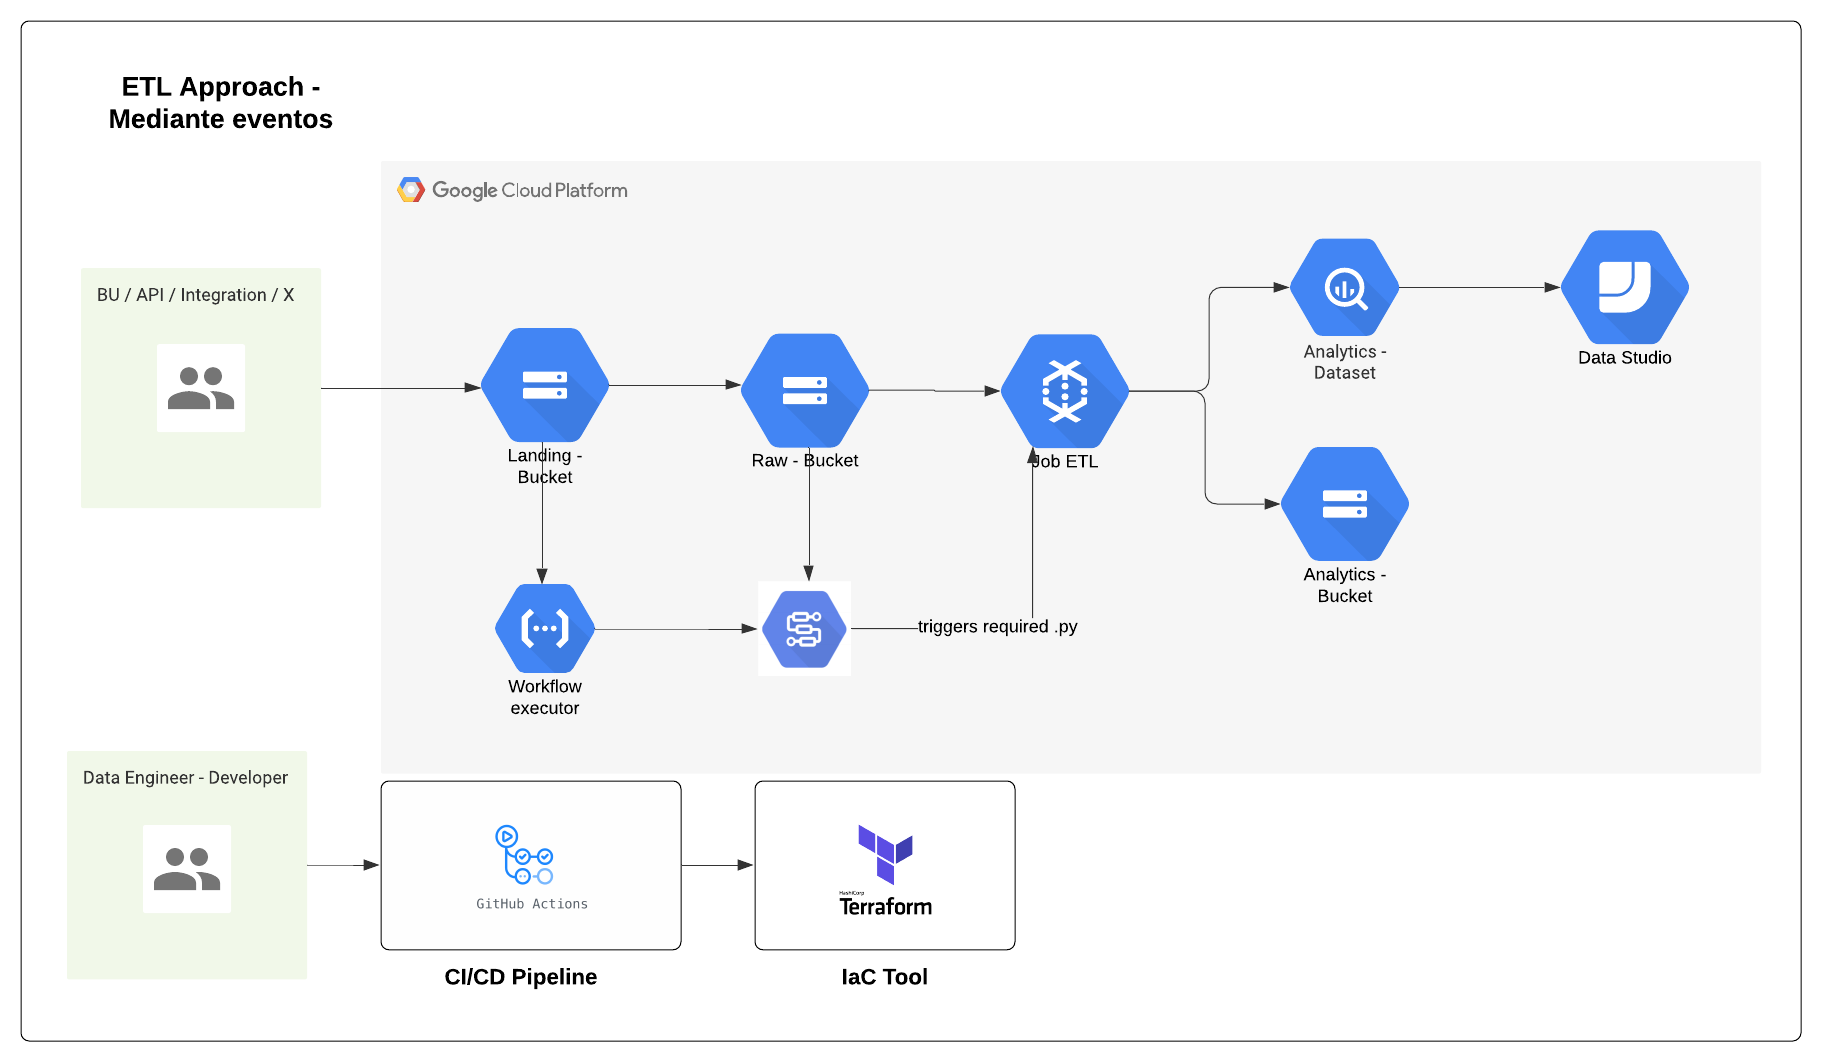 ETL Approach -
Mediante eventos
Google Cloud Platform
BU / API / Integration / X
Landing -
Bucket
Raw - Bucket
Job ETL
Analytics -
Dataset
Data Studio
Analytics -
Bucket
Workflow
executor
triggers required .py
Data Engineer - Developer
GitHub Actions
HashiCorp
Terraform
CI/CD Pipeline
IaC Tool